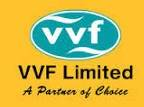 vvf
VVF Limited
A Partner of Choice